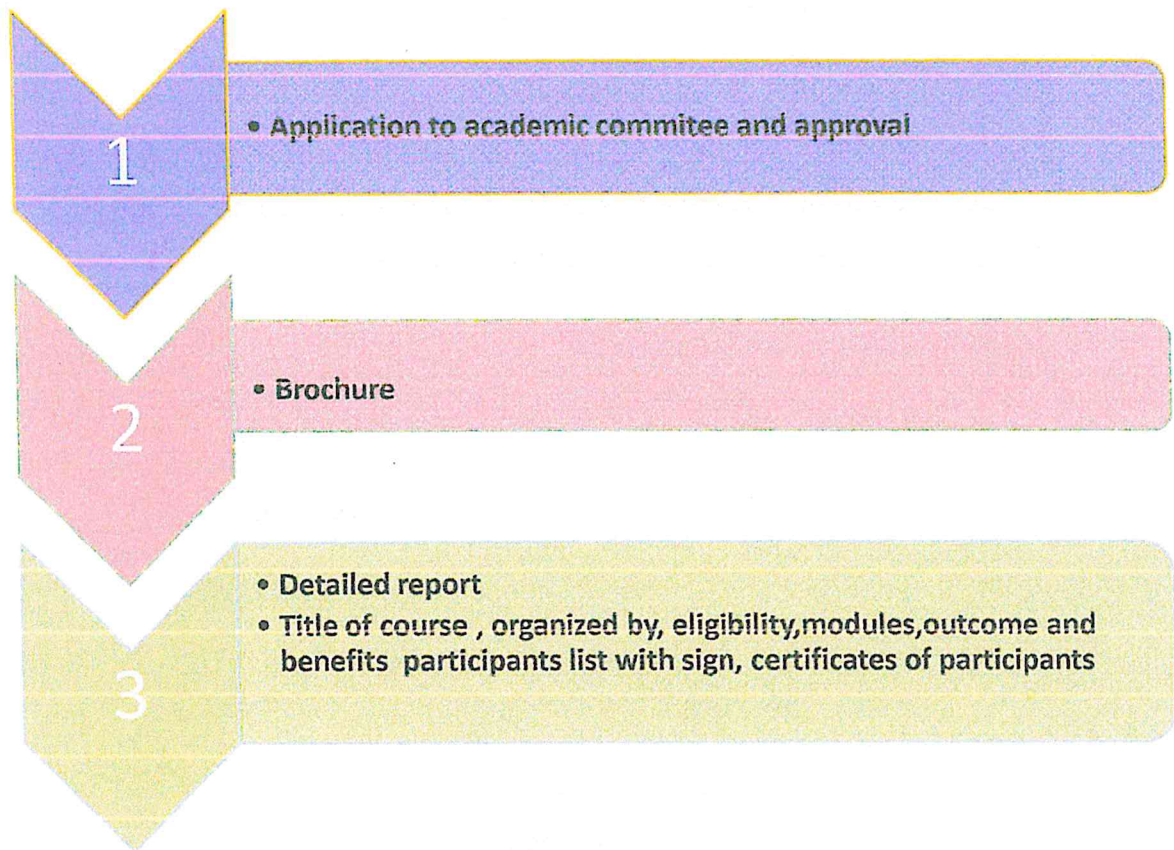 1
• Application to academic commitee and approval
2
• Brochure
3
• Detailed report
• Title of course , organized by, eligibility,modules,outcome and
benefits participants list with sign, certificates of participants